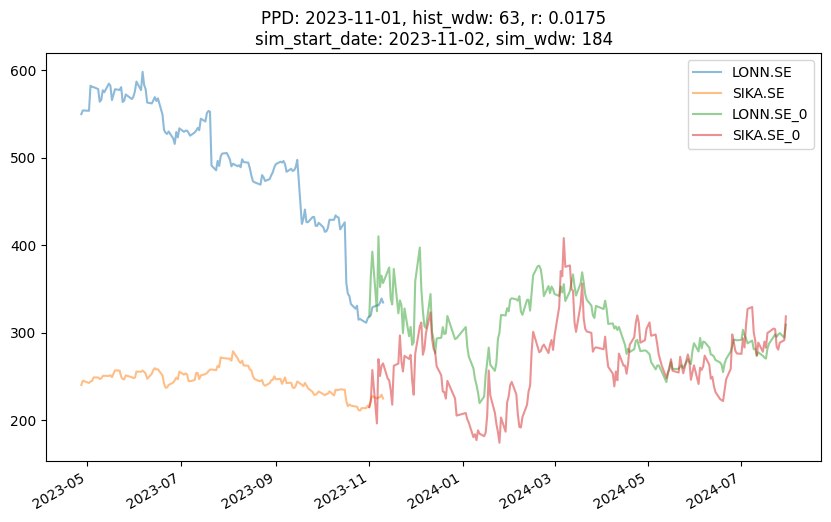 PPD: 2023-11-01, hist_wdw: 63, r: 0.0175
sim_start_date: 2023-11-02, sim_wdw: 184
LONN.SE
SIKA.SE
LONN.SE_0
SIKA.SE_0
600
500
400
300
200
2023-05
2023-07
2023-09
2023-11
2024-01
2024-03
2024-05
2024-07